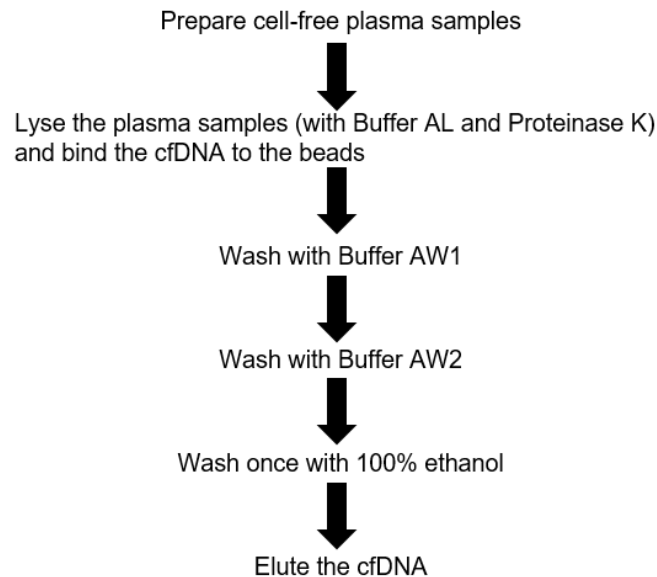 Prepare cell-free plasma samples
Lyse the plasma samples (with Buffer AL and Proteinase K)
and bind the cfDNA to the beads
Wash with Buffer AW1
Wash with Buffer AW2
Wash once with 100% ethanol
Elute the cfDNA